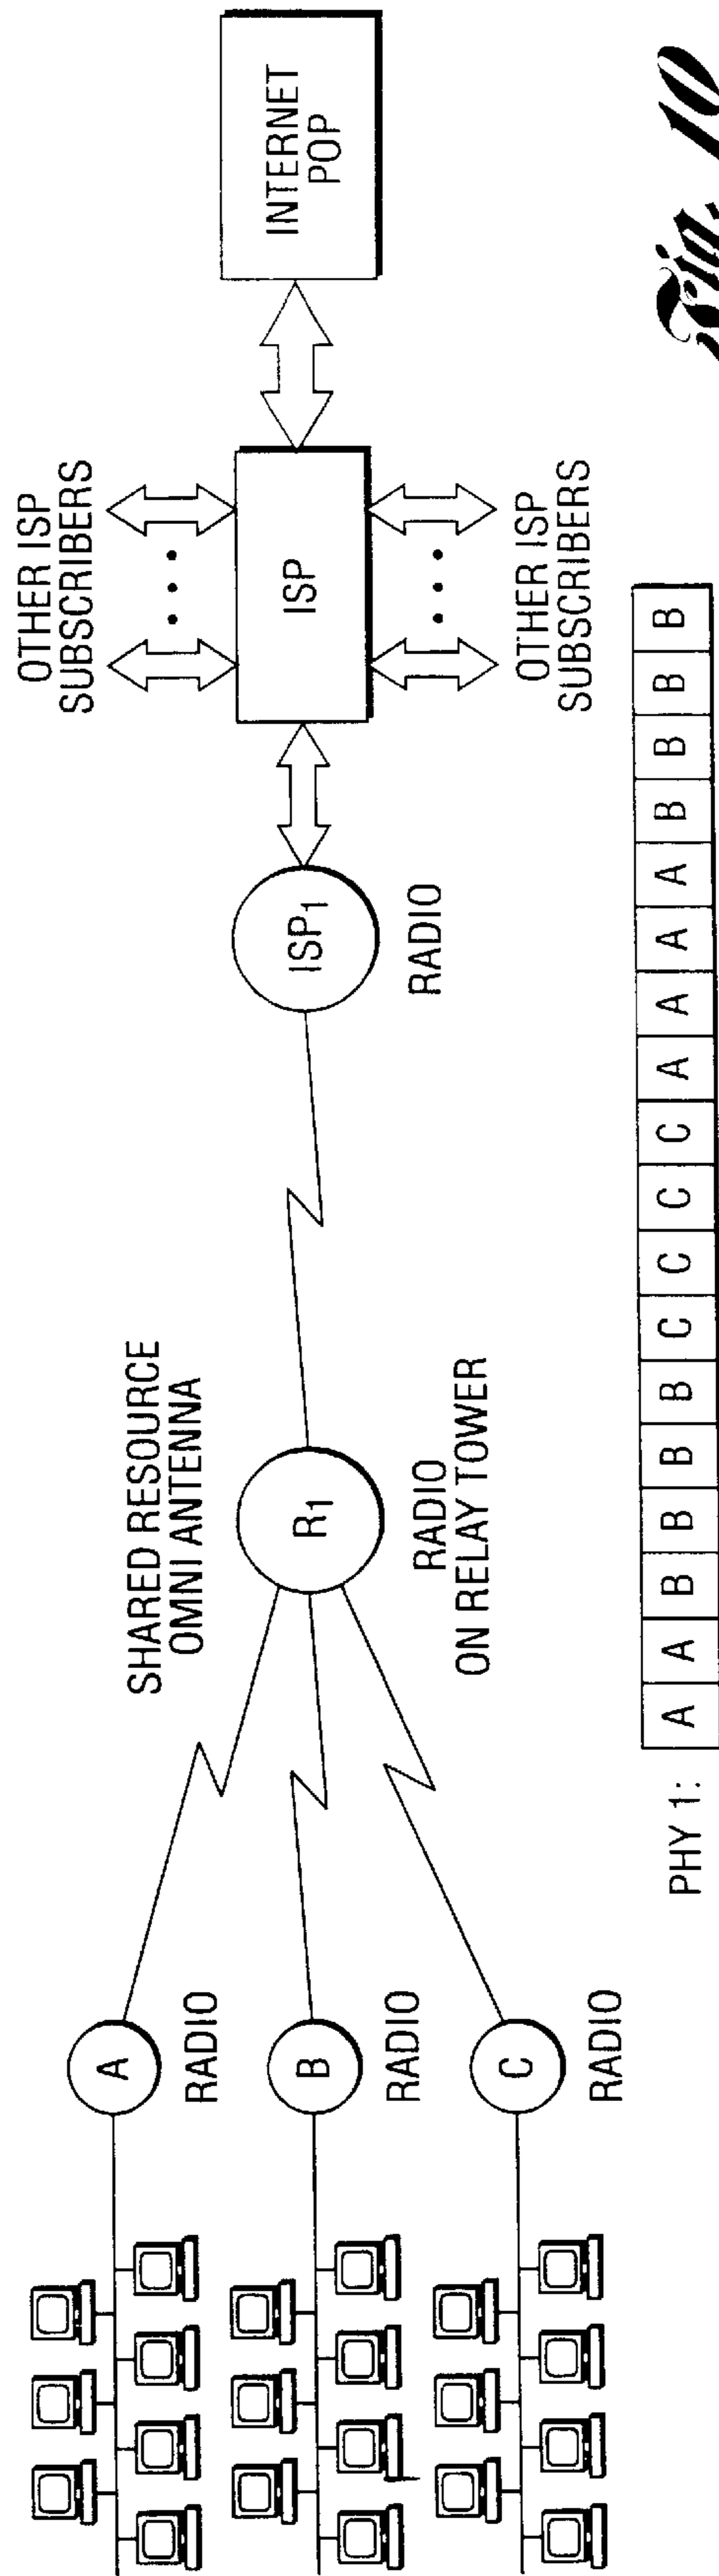 OTHER ISP
SUBSCRIBERS
SHARED RESOURCE
OMNI ANTENNA
A
RADIO
B
RADIO
C
RADIO
R1
RADIO
ON RELAY TOWER
ISP1
RADIO
ISP
INTERNET
POP
OTHER ISP
SUBSCRIBERS
PHY 1: A A B B B B C C C C A A A A B B B B
Fig. 10